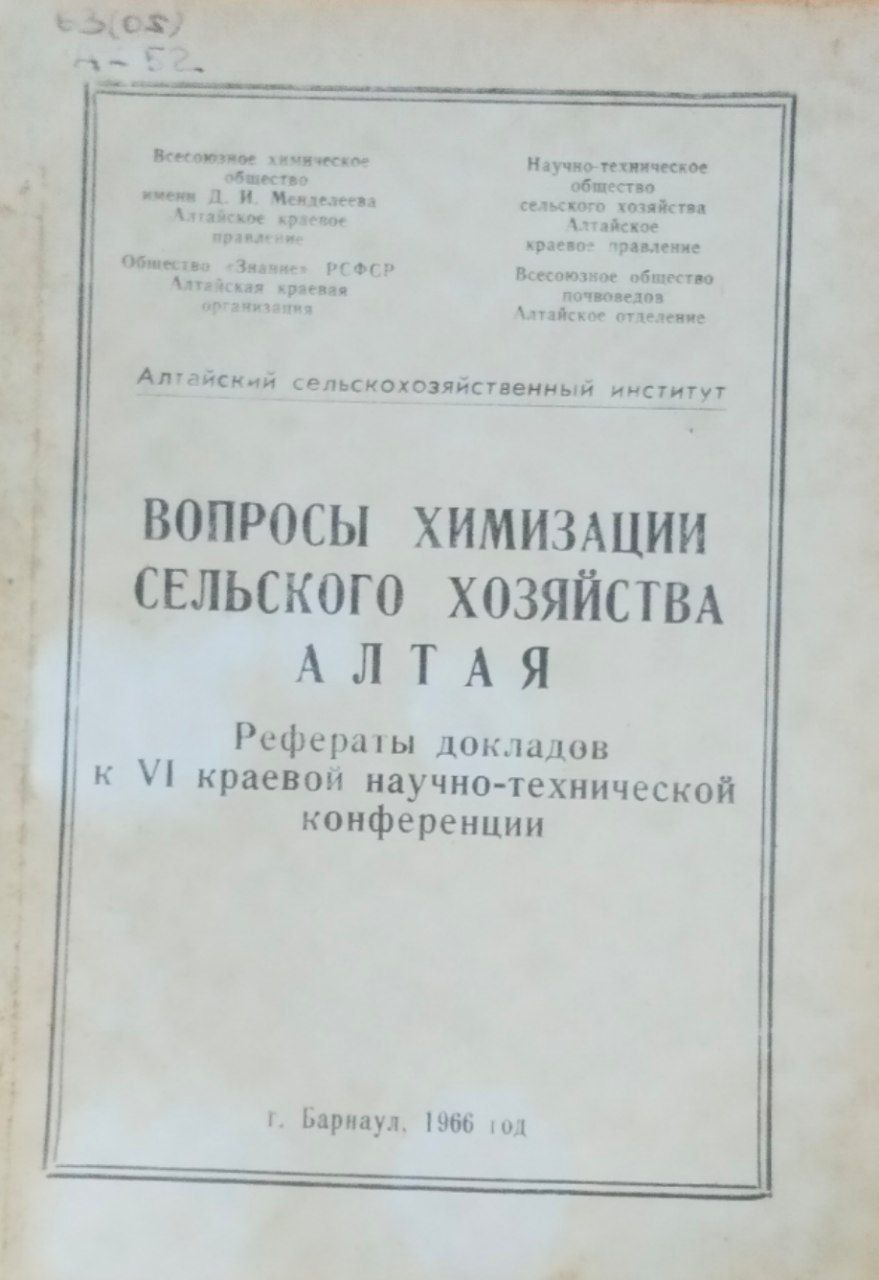 63(05)
52
Всесоюзное химическое
общество
имени Д. И. Менделеева
Алтайское краевое
правление
Общество «Знание» РСФСР
Алтайская краевая
организация
Научно-техническое
общество
сельского хозяйства
Алтайское
краевое правление
Всесоюзное общество
почвоведов
Алтайское отделение
Алтайский сельскохозяйственный институт
ВОПРОСЫ ХИМИЗАЦИИ
СЕЛЬСКОГО ХОЗЯЙСТВА
АЛТАЯ
Рефераты докладов
к VI краевой научно-технической
конференции
г. Барнаул, 1966 год